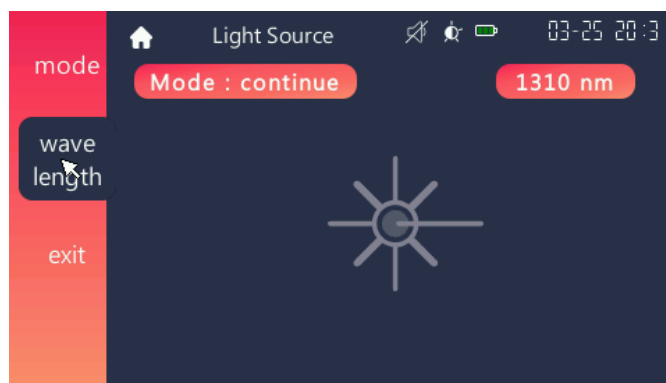 Light Source
03-25 20:3
mode
Mode : continue
1310 nm
wave
length
exit